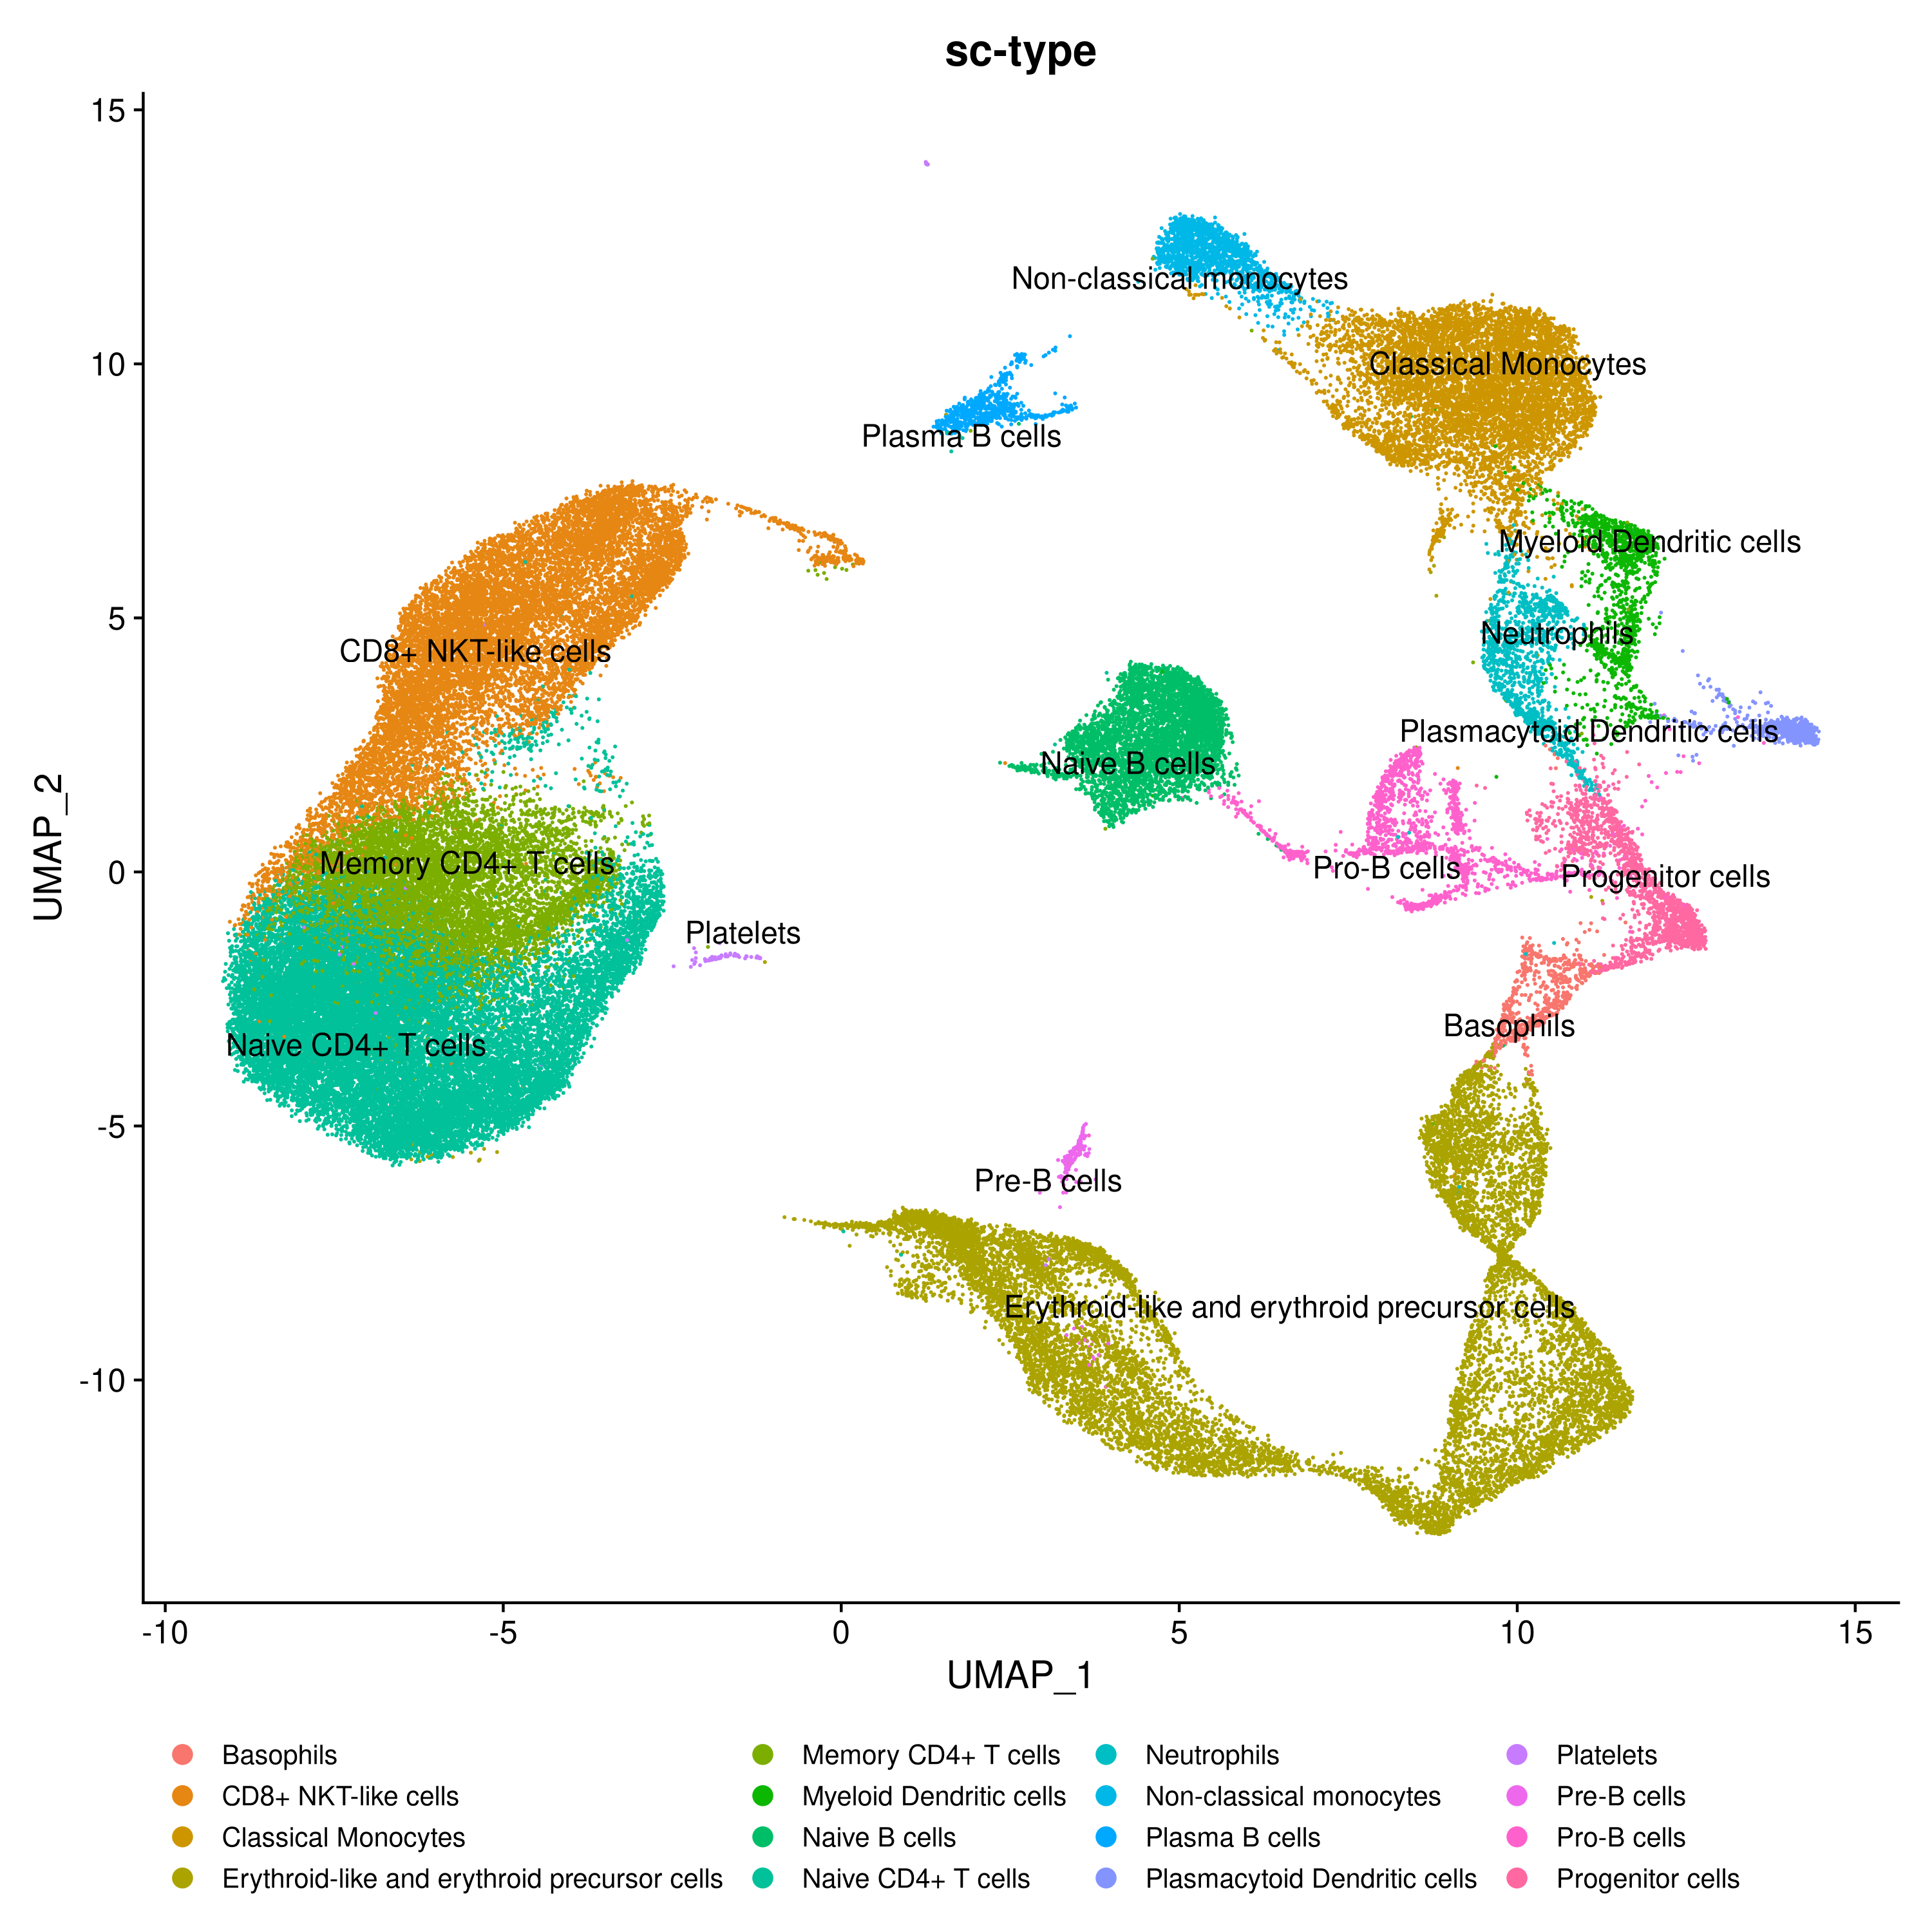 sc-type
15
Non-classical monocytes
10
Classical Monocytes
Plasma B cells
Myeloid Dendritic cells
5
Neutrophils
CD8+ NKT-like cells
Plasmacytoid Dendritic cells
Naive B cells
UMAP_2
0
Memory CD4+ T cells
Pro-B cells
Progenitor cells
Platelets
Basophils
Naive CD4+ T cells
-5
Pre-B cells
Erythroid-like and erythroid precursor cells
-10
-10 -5 0 5 10 15
UMAP_1
Basophils
CD8+ NKT-like cells
Classical Monocytes
Erythroid-like and erythroid precursor cells
Memory CD4+ T cells
Myeloid Dendritic cells
Naive B cells
Naive CD4+ T cells
Neutrophils
Non-classical monocytes
Plasma B cells
Plasmacytoid Dendritic cells
Platelets
Pre-B cells
Pro-B cells
Progenitor cells